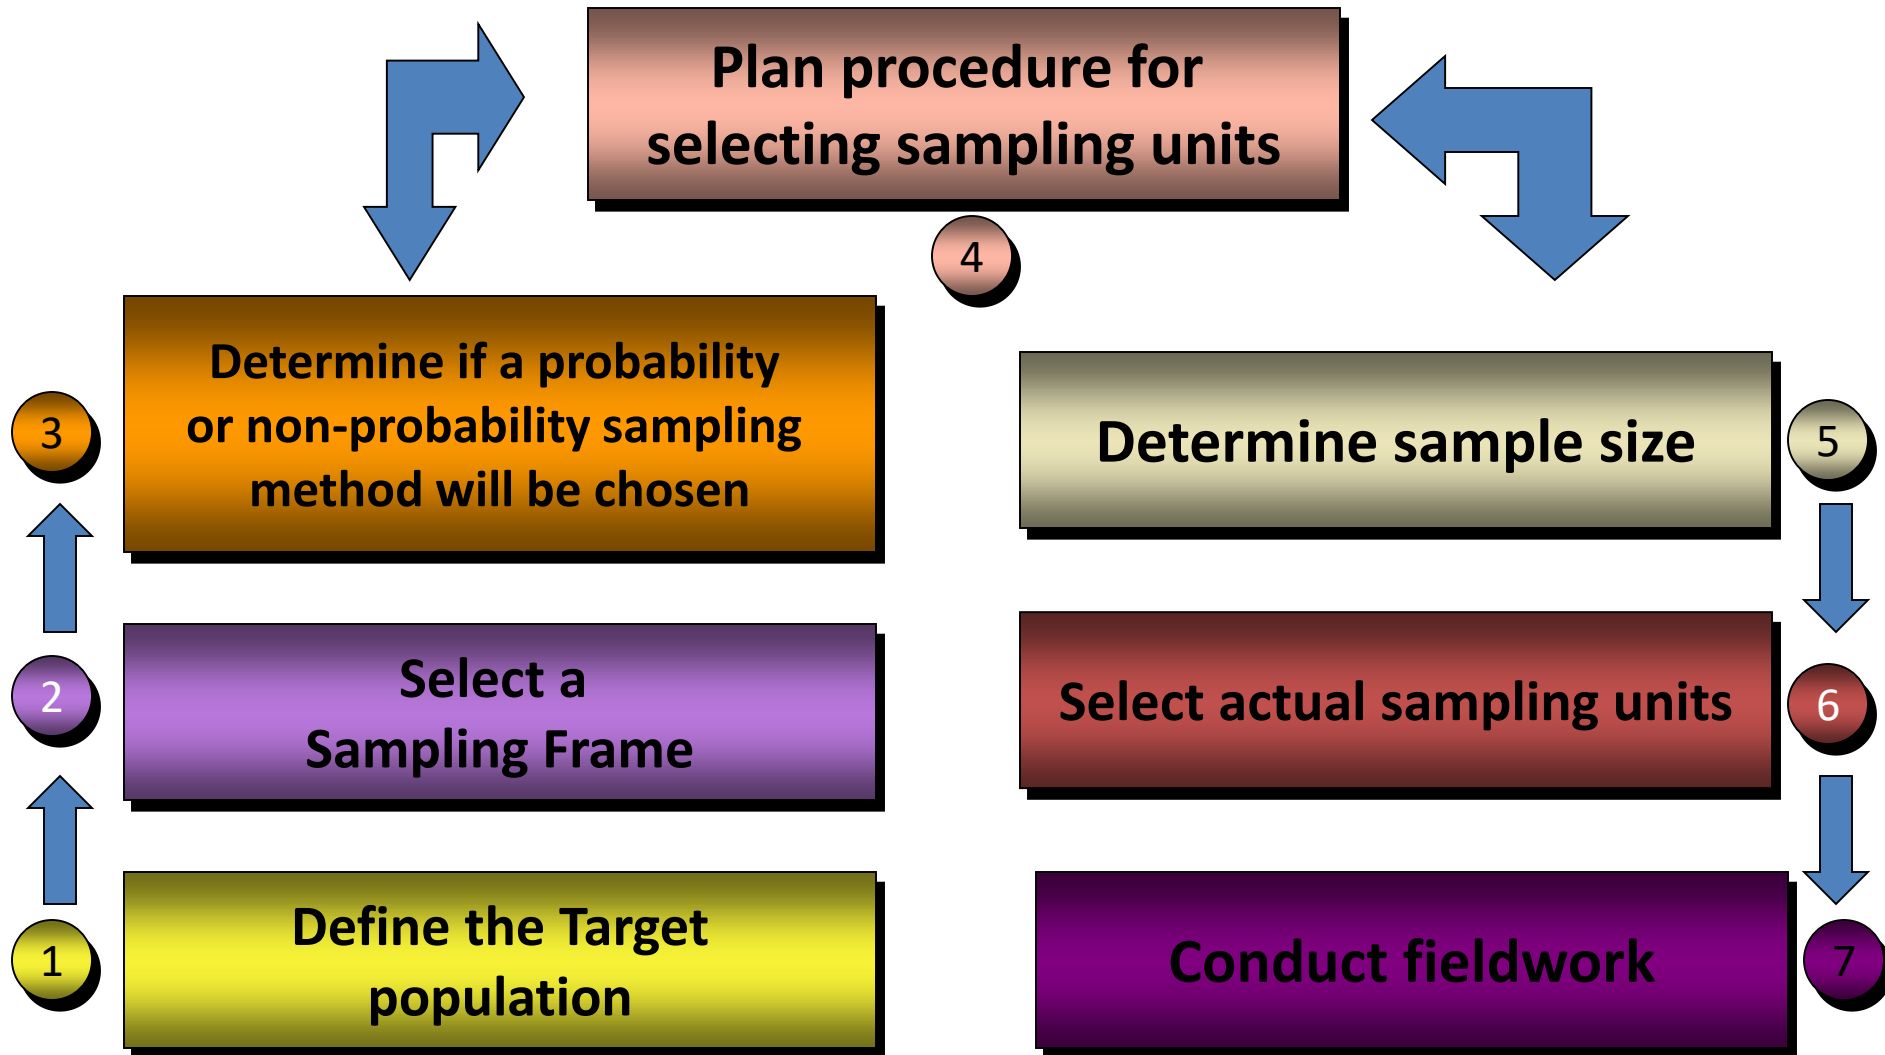 Plan procedure for
selecting sampling units
4
Determine if a probability
or non-probability sampling
method will be chosen
3
Determine sample size
5
Select a
Sampling Frame
2
Select actual sampling units
6
Define the Target
population
1
Conduct fieldwork
7